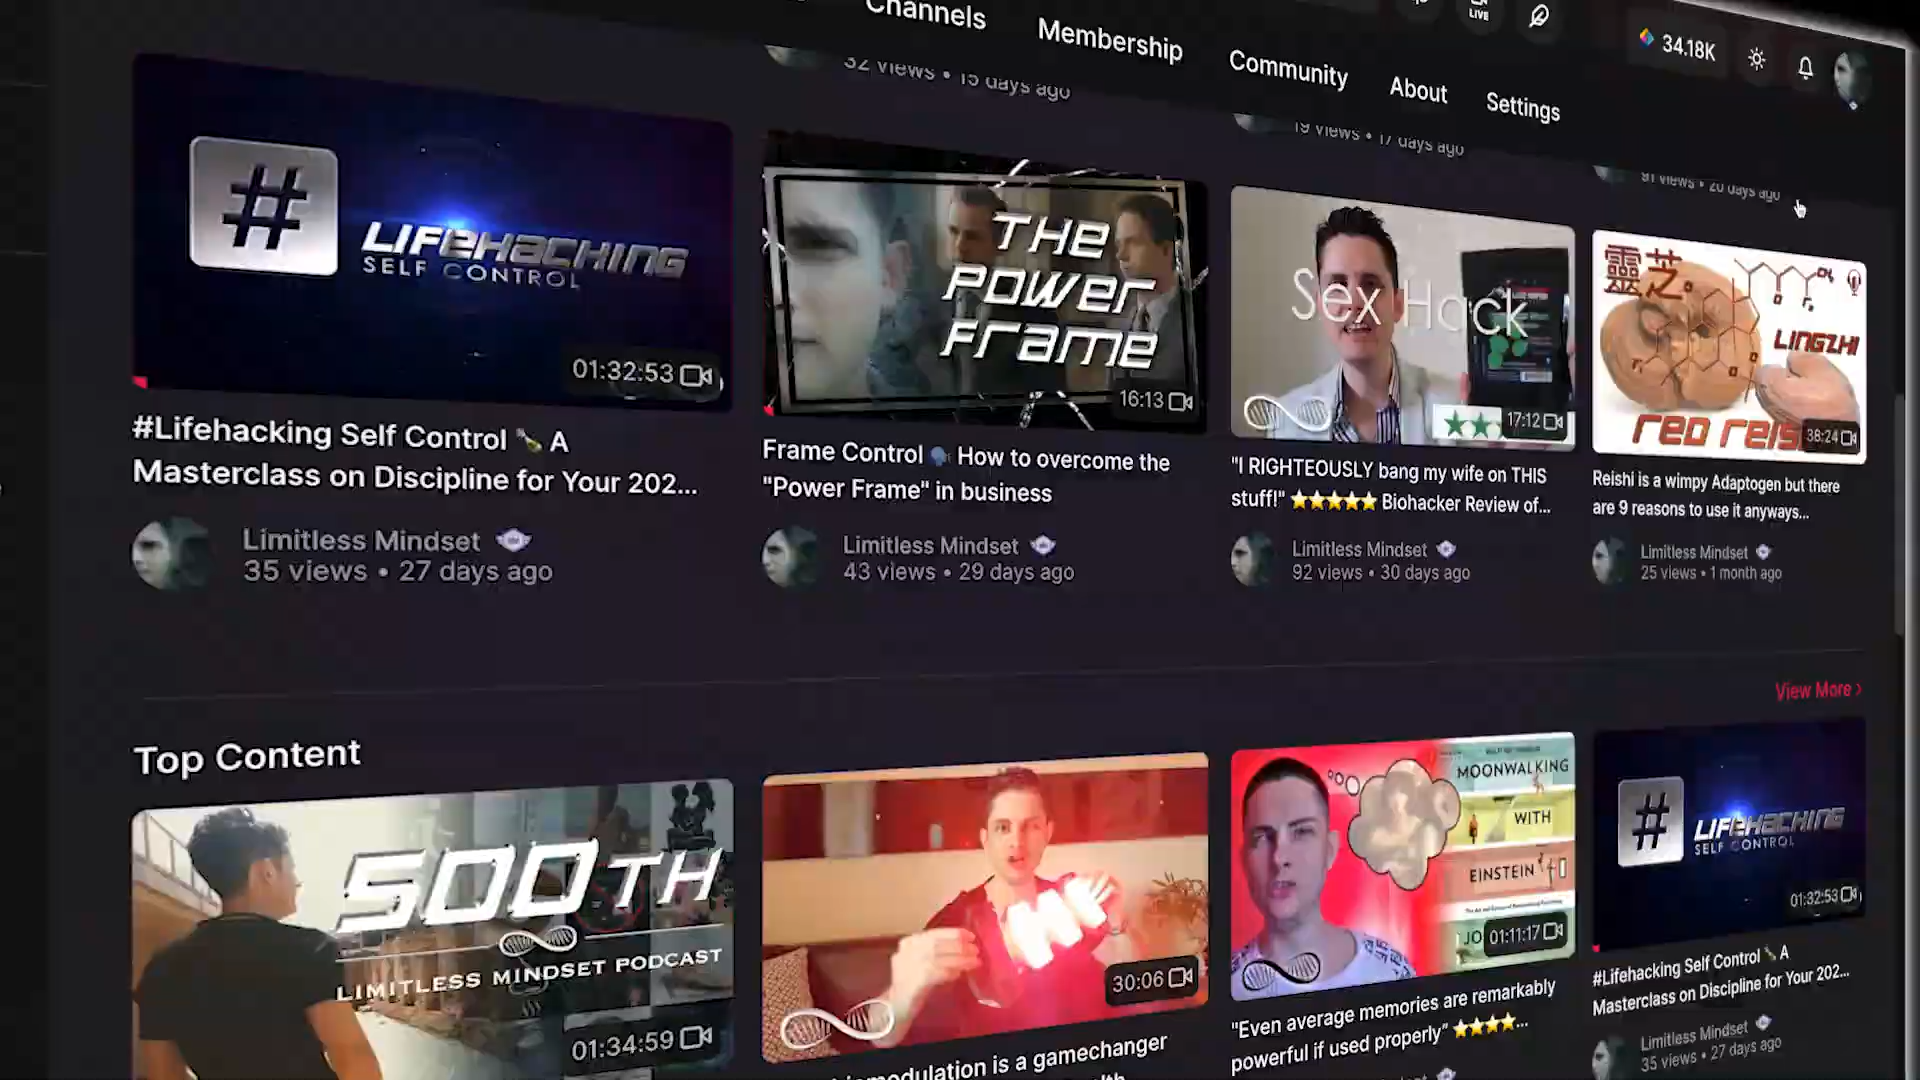 Channels
Membership
Community
About
Settings
LIVE
34.18K
32 views • 15 days ago
19 views • 17 days ago
91 views • 20 days ago
#
LIFEHACHING
SELF CONTROL
01:32:53
THE
POWER
FRAME
16:13
Sex Hack
17:12
靈芝
LINGZHI
RED REIS
38:24
#Lifehacking Self Control A
Masterclass on Discipline for Your 202...
Limitless Mindset
35 views • 27 days ago
Frame Control How to overcome the
"Power Frame" in business
Limitless Mindset
43 views • 29 days ago
"I RIGHTEOUSLY bang my wife on THIS
stuff!" ⭐⭐⭐⭐⭐ Biohacker Review of...
Limitless Mindset
92 views • 30 days ago
Reishi is a wimpy Adaptogen but there
are 9 reasons to use it anyways...
Limitless Mindset
25 views • 1 month ago
View More ›
Top Content
500TH
LIMITLESS MINDSET PODCAST
01:34:59
30:06
MOONWALKING
WITH
EINSTEIN
JO
01:11:17
#
LIFEHACHING
SELF CONTROL
01:32:53
modulation is a gamechanger
"Even average memories are remarkably
powerful if used properly" ⭐⭐⭐⭐...
#Lifehacking Self Control A
Masterclass on Discipline for Your 202...
Limitless Mindset
35 views • 27 days ago